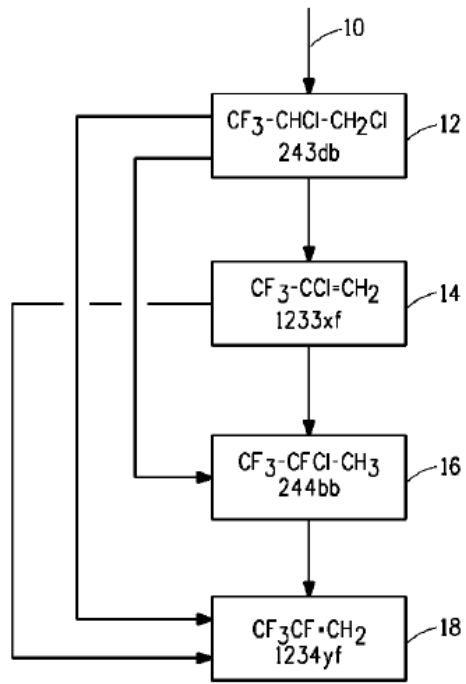 10
CF3-CHCl-CH2Cl
243db
12
CF3-CCl=CH2
1233xf
14
CF3-CFCl-CH3
244bb
16
CF3CF·CH2
1234yf
18